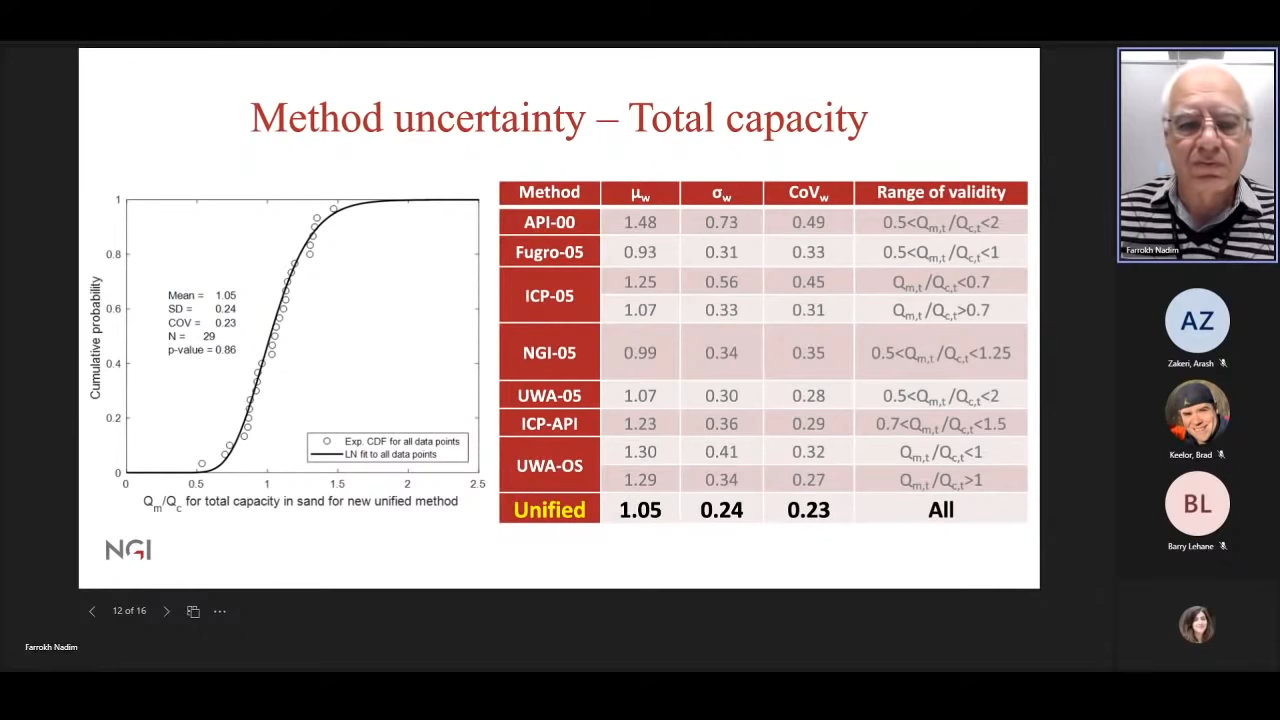 Method uncertainty – Total capacity
1
0.8
0.6
0.4
0.2
0
Cumulative probability
Mean = 1.05
SD = 0.24
COV = 0.23
N = 29
p-value = 0.86
Exp. CDF for all data points
LN fit to all data points
0 0.5 1 1.5 2 2.5
Qm/Qc for total capacity in sand for new unified method
Method μw σw CoVw Range of validity
API-00 1.48 0.73 0.49 0.5<Qm,t/Qc,t<2
Fugro-05 0.93 0.31 0.33 0.5<Qm,t/Qc,t<1
ICP-05 1.25 0.56 0.45 Qm,t/Qc,t<0.7
1.07 0.33 0.31 Qm,t/Qc,t>0.7
NGI-05 0.99 0.34 0.35 0.5<Qm,t/Qc,t<1.25
UWA-05 1.07 0.30 0.28 0.5<Qm,t/Qc,t<2
ICP-API 1.23 0.36 0.29 0.7<Qm,t/Qc,t<1.5
UWA-OS 1.30 0.41 0.32 Qm,t/Qc,t<1
1.29 0.34 0.27 Qm,t/Qc,t>1
Unified 1.05 0.24 0.23 All
NGI
12 of 16
Farrokh Nadim
Farrokh Nadim
AZ
Zakeri, Arash
Keelor, Brad
BL
Barry Lehane